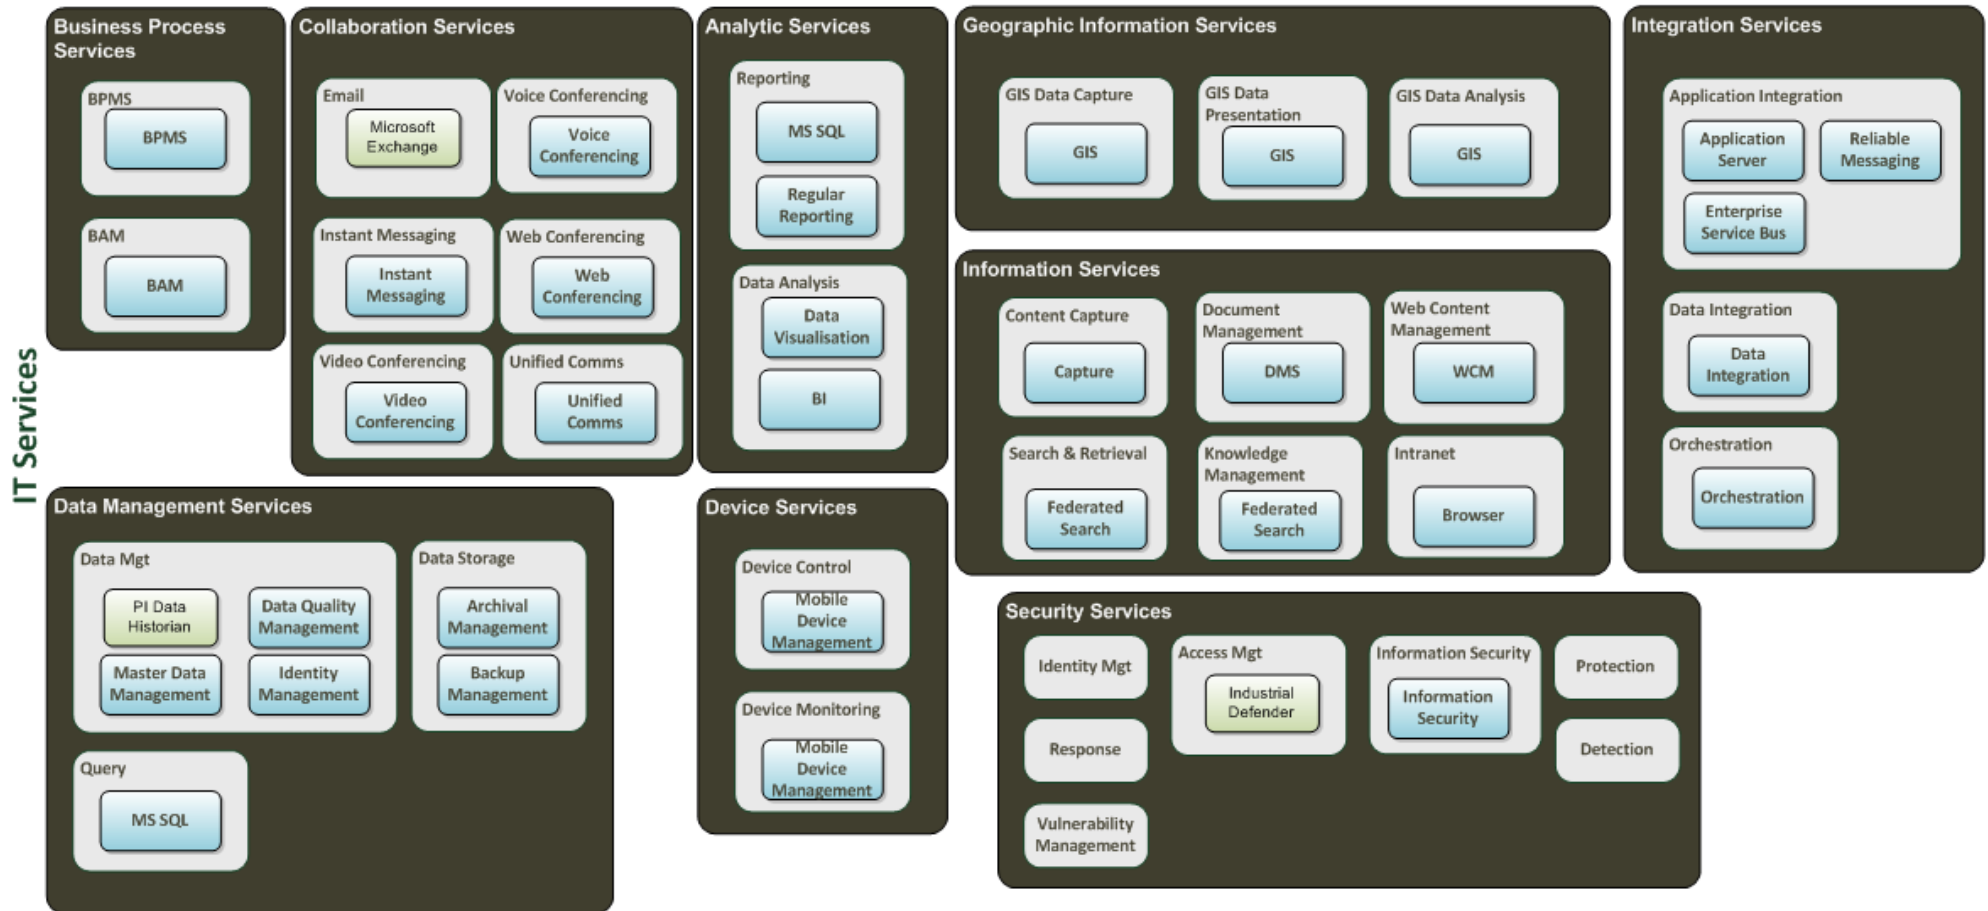 IT Services
Business Process
Services
BPMS
BPMS
BAM
BAM
Collaboration Services
Email
Microsoft
Exchange
Voice Conferencing
Voice
Conferencing
Instant Messaging
Instant
Messaging
Web Conferencing
Web
Conferencing
Video Conferencing
Video
Conferencing
Unified Comms
Unified
Comms
Analytic Services
Reporting
MS SQL
Regular
Reporting
Data Analysis
Data
Visualisation
BI
Geographic Information Services
GIS Data Capture
GIS
GIS Data
Presentation
GIS
GIS Data Analysis
GIS
Information Services
Content Capture
Capture
Document
Management
DMS
Web Content
Management
WCM
Search & Retrieval
Federated
Search
Knowledge
Management
Federated
Search
Intranet
Browser
Integration Services
Application Integration
Application
Server
Reliable
Messaging
Enterprise
Service Bus
Data Integration
Data
Integration
Orchestration
Orchestration
Data Management Services
Data Mgt
PI Data
Historian
Data Quality
Management
Master Data
Management
Identity
Management
Data Storage
Archival
Management
Backup
Management
Query
MS SQL
Device Services
Device Control
Mobile
Device
Management
Device Monitoring
Mobile
Device
Management
Security Services
Identity Mgt
Access Mgt
Industrial
Defender
Information Security
Information
Security
Protection
Response
Detection
Vulnerability
Management